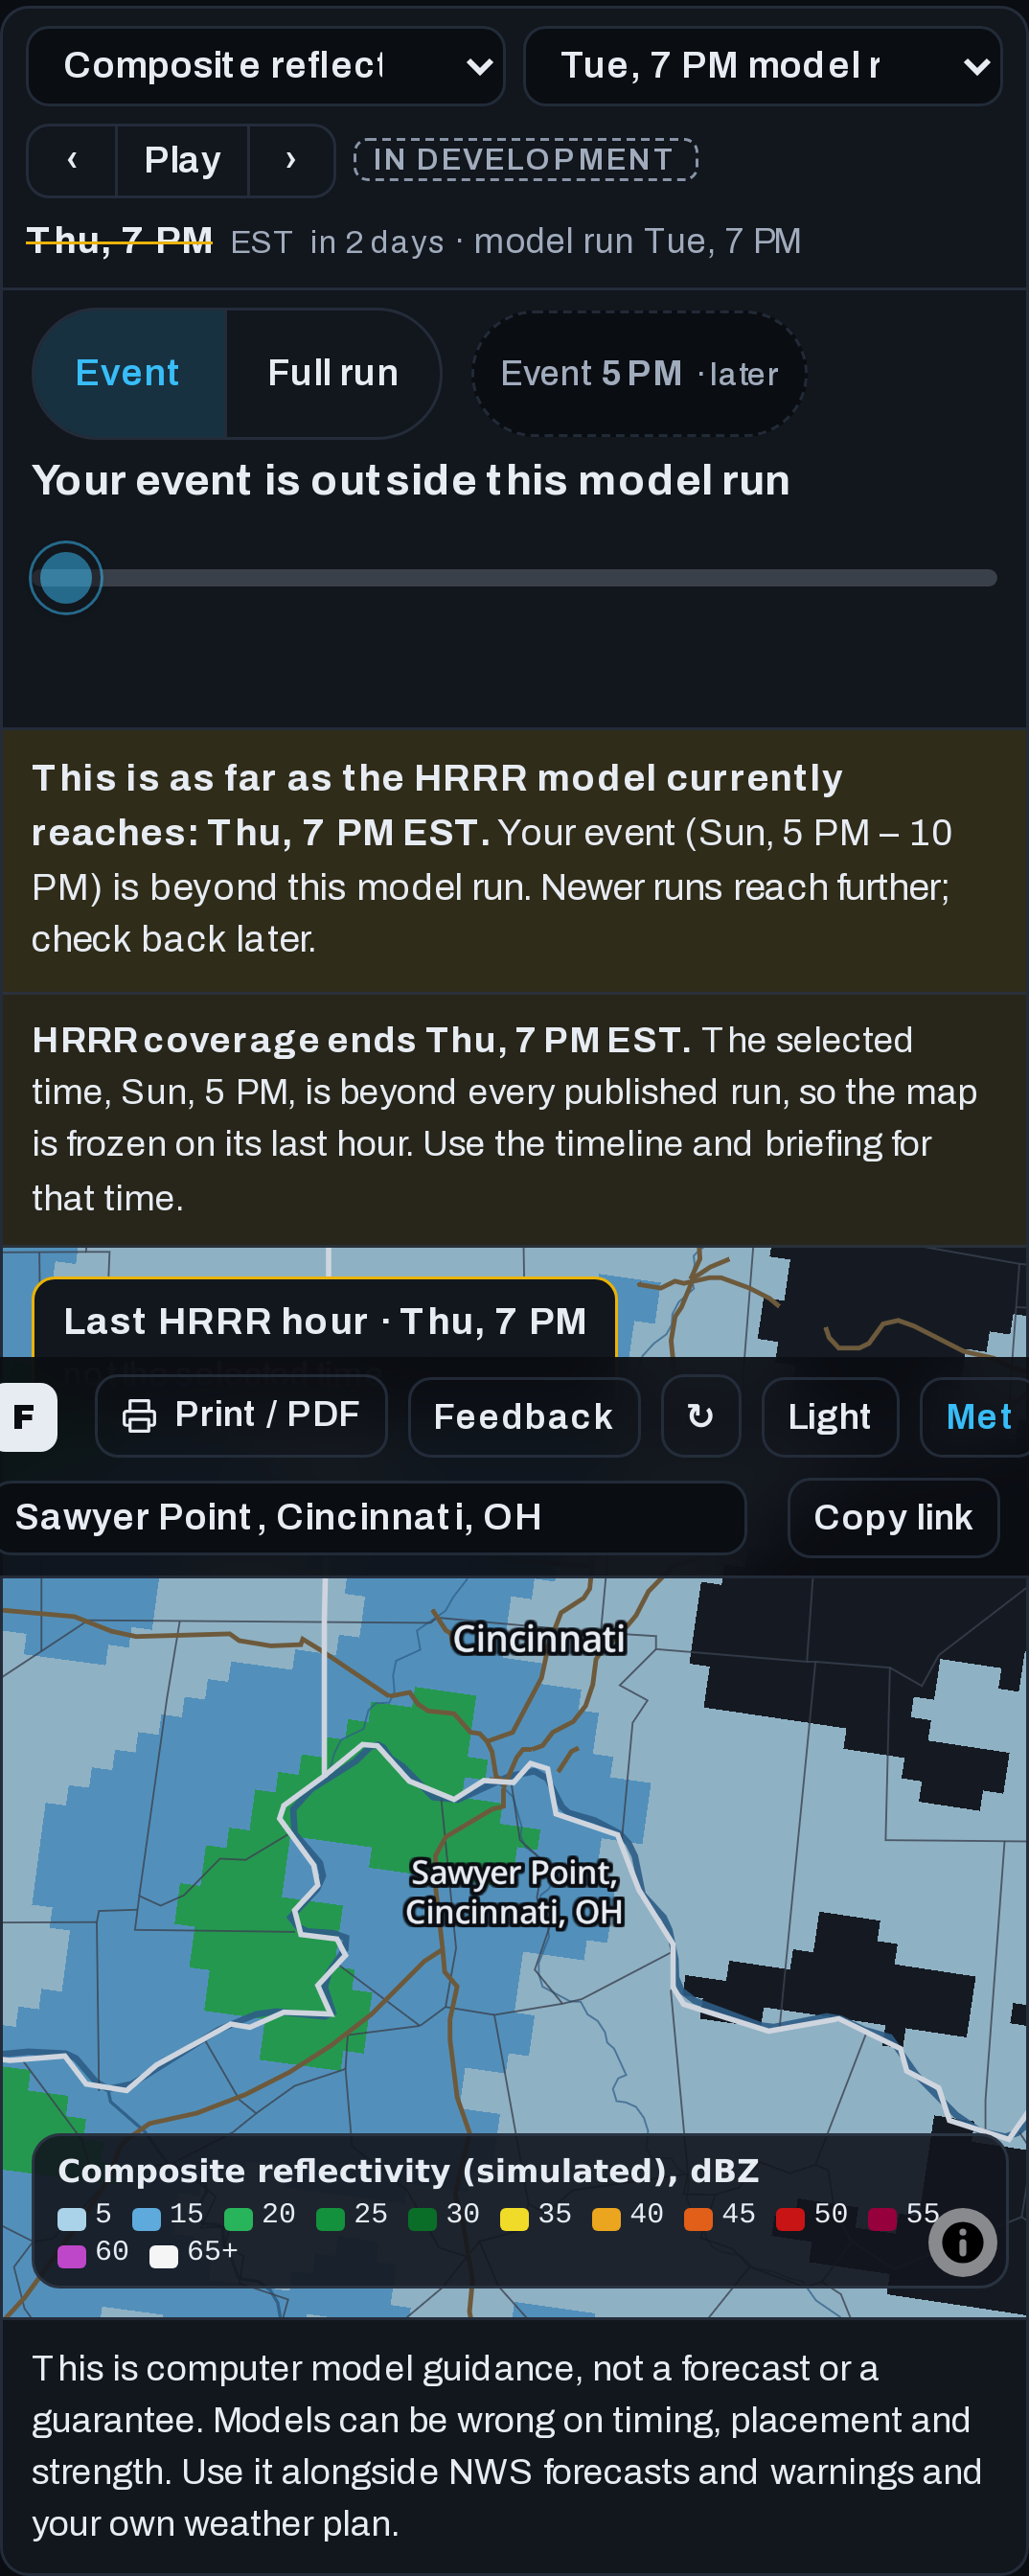 Composite reflect
Tue, 7 PM model r
‹ Play › IN DEVELOPMENT
Thu, 7 PM EST in 2 days · model run Tue, 7 PM
Event Full run Event 5 PM · later
Your event is outside this model run
This is as far as the HRRR model currently
reaches: Thu, 7 PM EST. Your event (Sun, 5 PM – 10
PM) is beyond this model run. Newer runs reach further;
check back later.
HRRR coverage ends Thu, 7 PM EST. The selected
time, Sun, 5 PM, is beyond every published run, so the map
is frozen on its last hour. Use the timeline and briefing for
that time.
Last HRRR hour · Thu, 7 PM
not the selected time
F Print / PDF Feedback ↻ Light Met
Sawyer Point, Cincinnati, OH Copy link
Cincinnati
Sawyer Point,
Cincinnati, OH
Composite reflectivity (simulated), dBZ
5 15 20 25 30 35 40 45 50 55
60 65+
This is computer model guidance, not a forecast or a
guarantee. Models can be wrong on timing, placement and
strength. Use it alongside NWS forecasts and warnings and
your own weather plan.